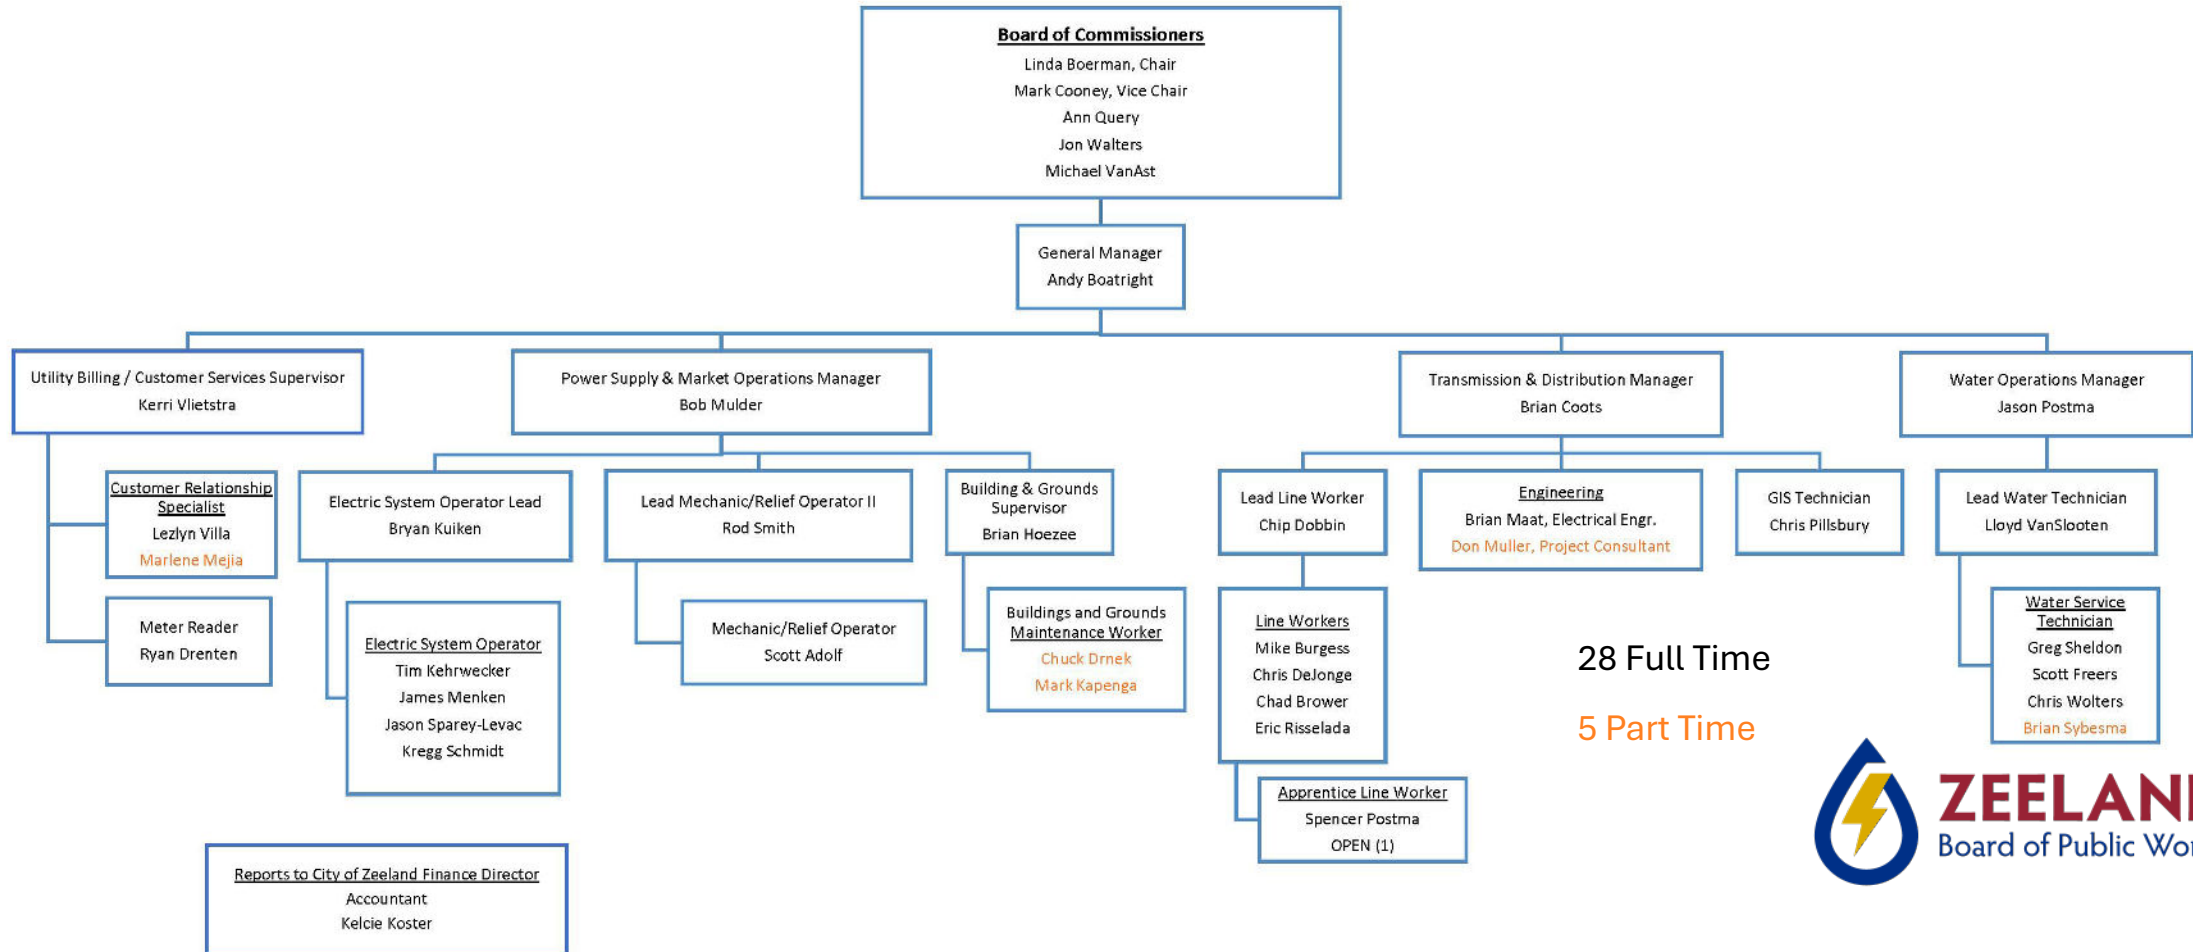 Board of Commissioners
Linda Boerman, Chair
Mark Cooney, Vice Chair
Ann Query
Jon Walters
Michael VanAst
General Manager
Andy Boatright
Utility Billing / Customer Services Supervisor
Kerri Vlietstra
Power Supply & Market Operations Manager
Bob Mulder
Transmission & Distribution Manager
Brian Coots
Water Operations Manager
Jason Postma
Customer Relationship
Specialist
Lezlyn Villa
Marlene Mejia
Meter Reader
Ryan Drenten
Electric System Operator Lead
Bryan Kuiken
Electric System Operator
Tim Kehrwecker
James Menken
Jason Sparey-Levac
Kregg Schmidt
Lead Mechanic/Relief Operator II
Rod Smith
Mechanic/Relief Operator
Scott Adolf
Building & Grounds
Supervisor
Brian Hoezee
Buildings and Grounds
Maintenance Worker
Chuck Drnek
Mark Kapenga
Lead Line Worker
Chip Dobbin
Line Workers
Mike Burgess
Chris DeJonge
Chad Brower
Eric Risselada
Apprentice Line Worker
Spencer Postma
OPEN (1)
Engineering
Brian Maat, Electrical Engr.
Don Muller, Project Consultant
GIS Technician
Chris Pillsbury
Lead Water Technician
Lloyd VanSlooten
Water Service
Technician
Greg Sheldon
Scott Freers
Chris Wolters
Brian Sybesma
28 Full Time
5 Part Time
Reports to City of Zeeland Finance Director
Accountant
Kelcie Koster
ZEELAND
Board of Public Wor